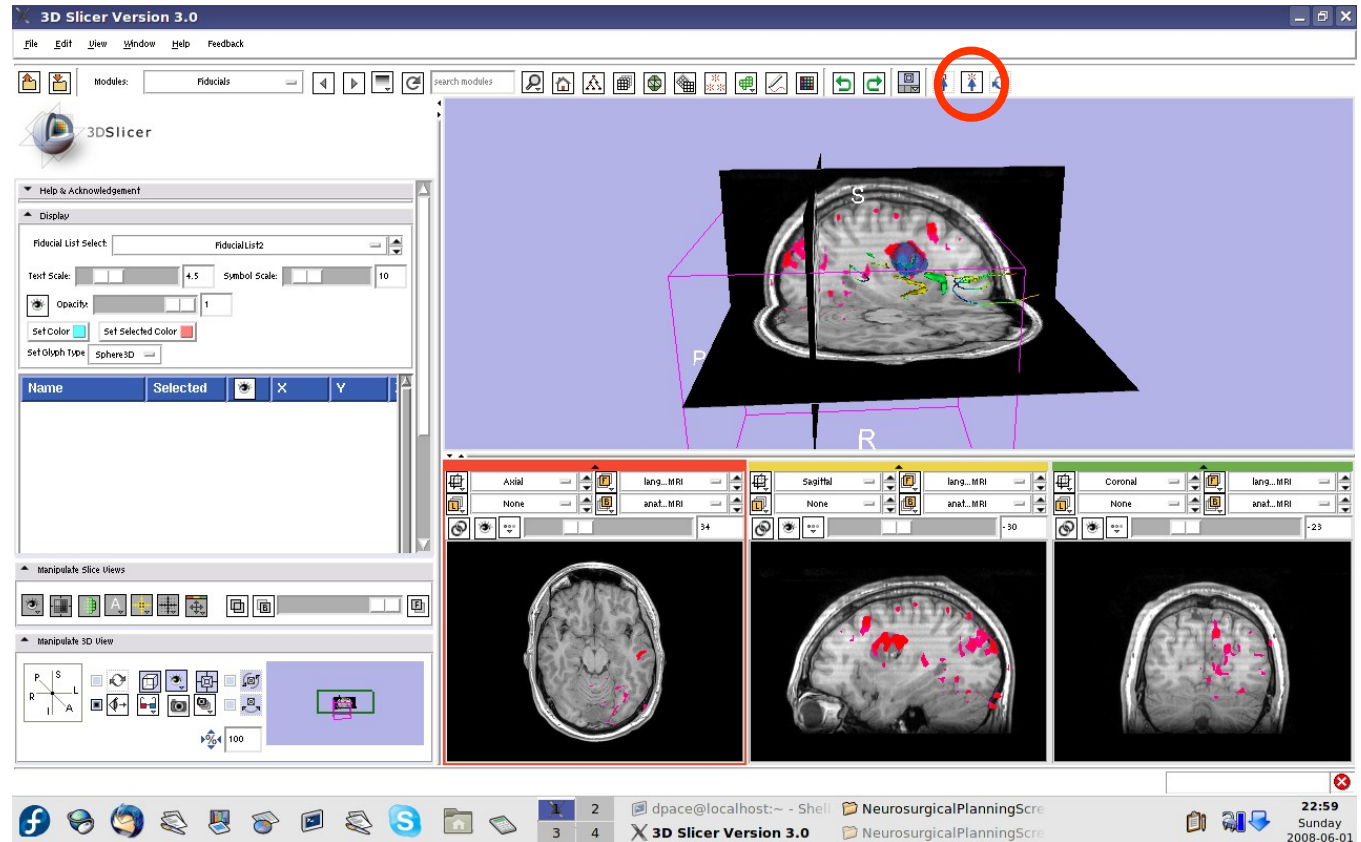 3D Slicer Version 3.0
File Edit View Window Help Feedback
Modules: Fiducials search modules
3DSlicer
Help & Acknowledgement
Display
Fiducial List Select: FiducialList2
Text Scale: 4.5 Symbol Scale: 10
Opacity: 1
Set Color Set Selected Color
Set Glyph Type Sphere3D
Name Selected X Y
Manipulate Slice Views
Manipulate 3D View
P S
R L
I A
100
S
P
R
Axial lang...MRI
None anat...MRI
34
Sagittal lang...MRI
None anat...MRI
-30
Coronal lang...MRI
None anat...MRI
-23
1 2
3 4
dpace@localhost:~ - Shell
NeurosurgicalPlanningScre
3D Slicer Version 3.0
NeurosurgicalPlanningScre
22:59
Sunday
2008-06-01